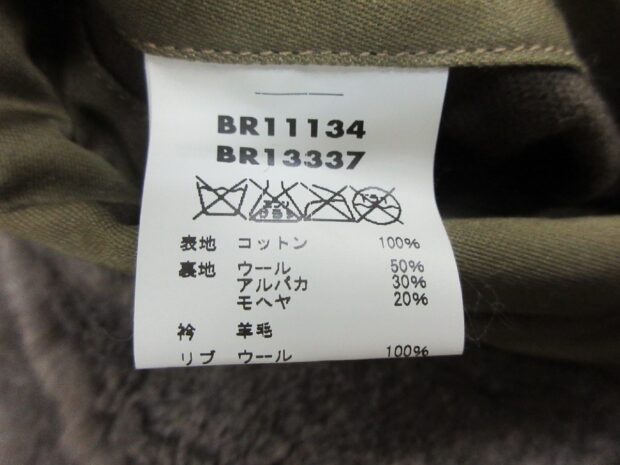 BR11134
BR13337
表地 コットン 100%
裏地 ウール 50%
アルパカ 30%
モヘヤ 20%
衿 羊毛
リブ ウール 100%